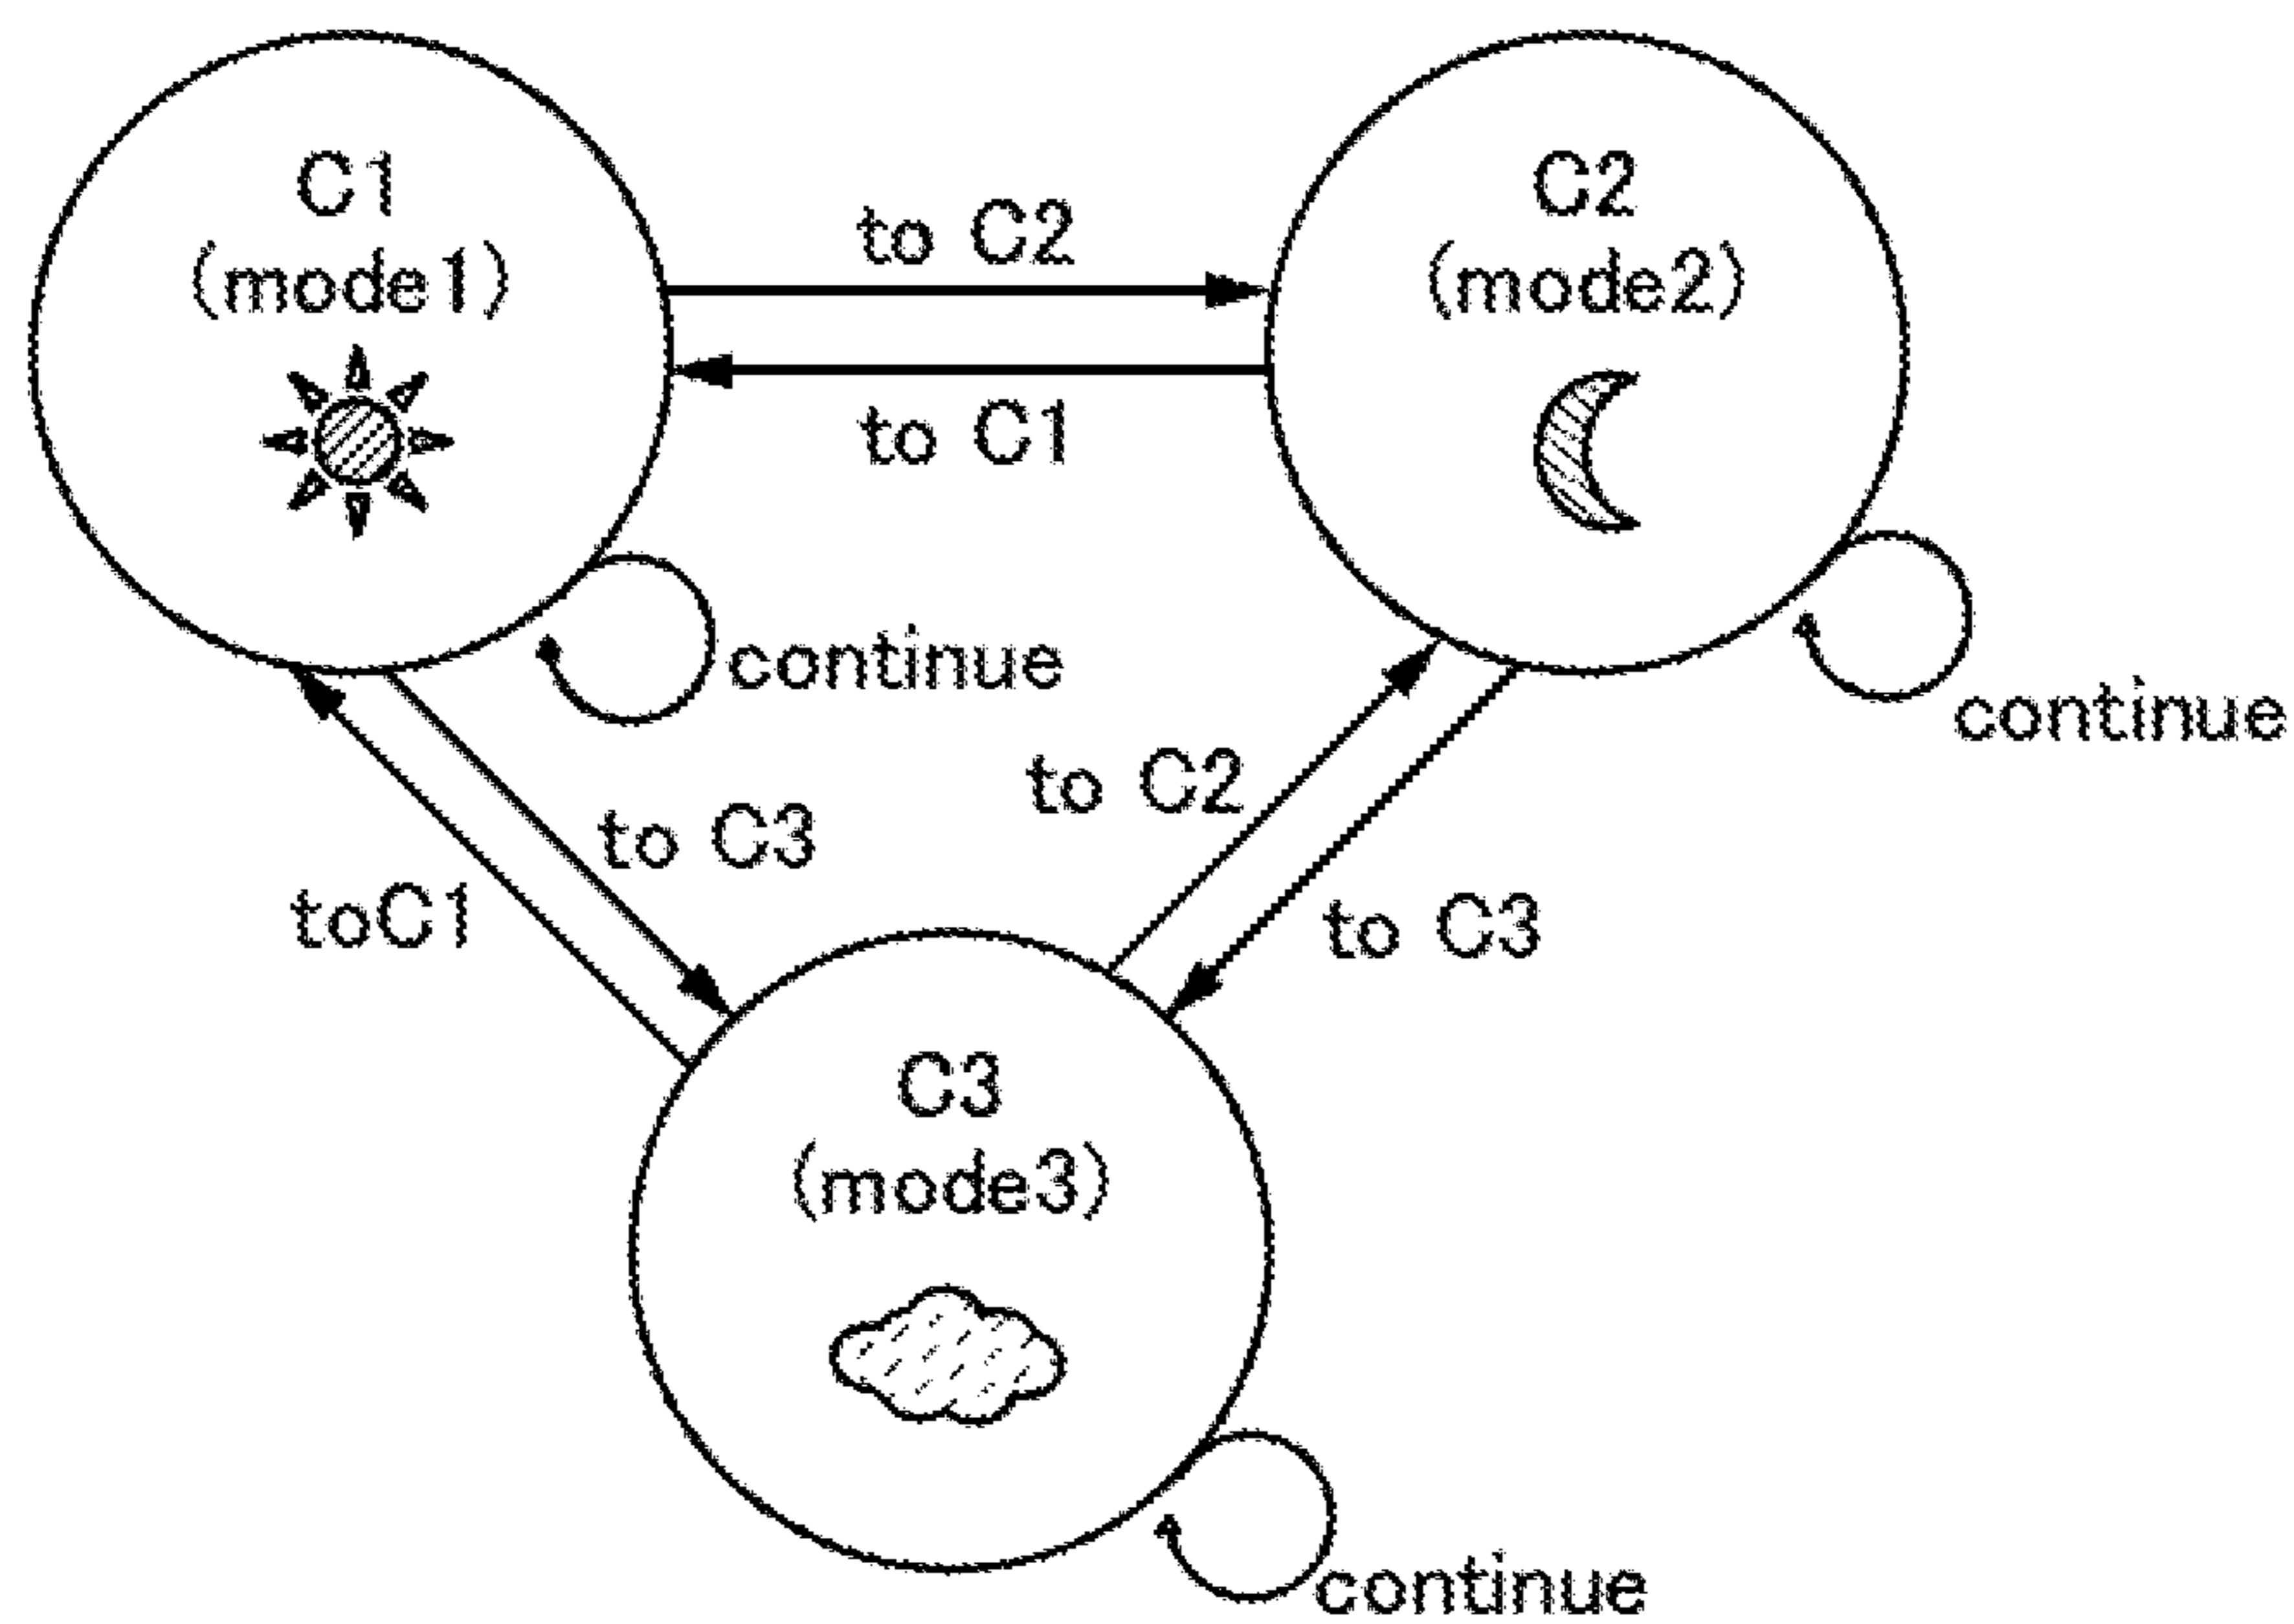 C1
(mode1)
to C2
to C1
C2
(mode2)
continue
continue
to C3
toC1
to C2
to C3
C3
(mode3)
continue